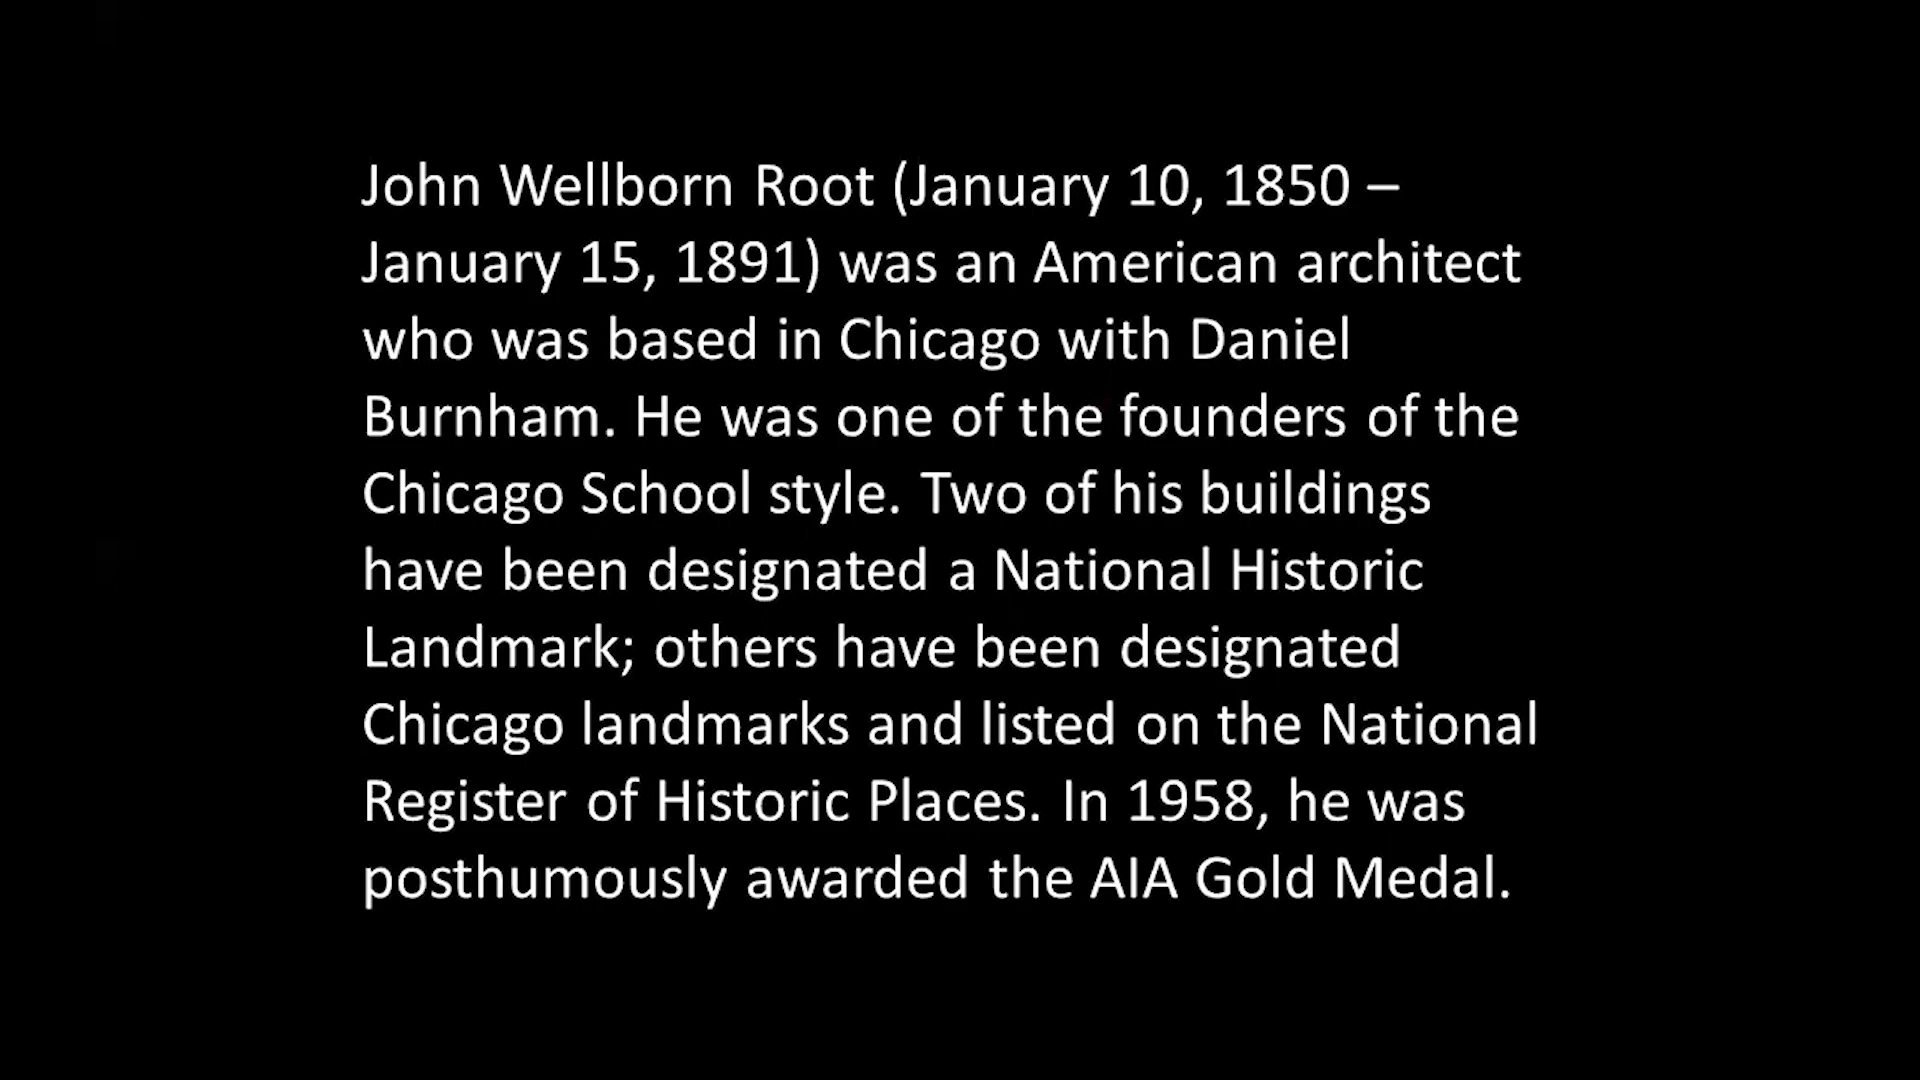 John Wellborn Root (January 10, 1850 –
January 15, 1891) was an American architect
who was based in Chicago with Daniel
Burnham. He was one of the founders of the
Chicago School style. Two of his buildings
have been designated a National Historic
Landmark; others have been designated
Chicago landmarks and listed on the National
Register of Historic Places. In 1958, he was
posthumously awarded the AIA Gold Medal.